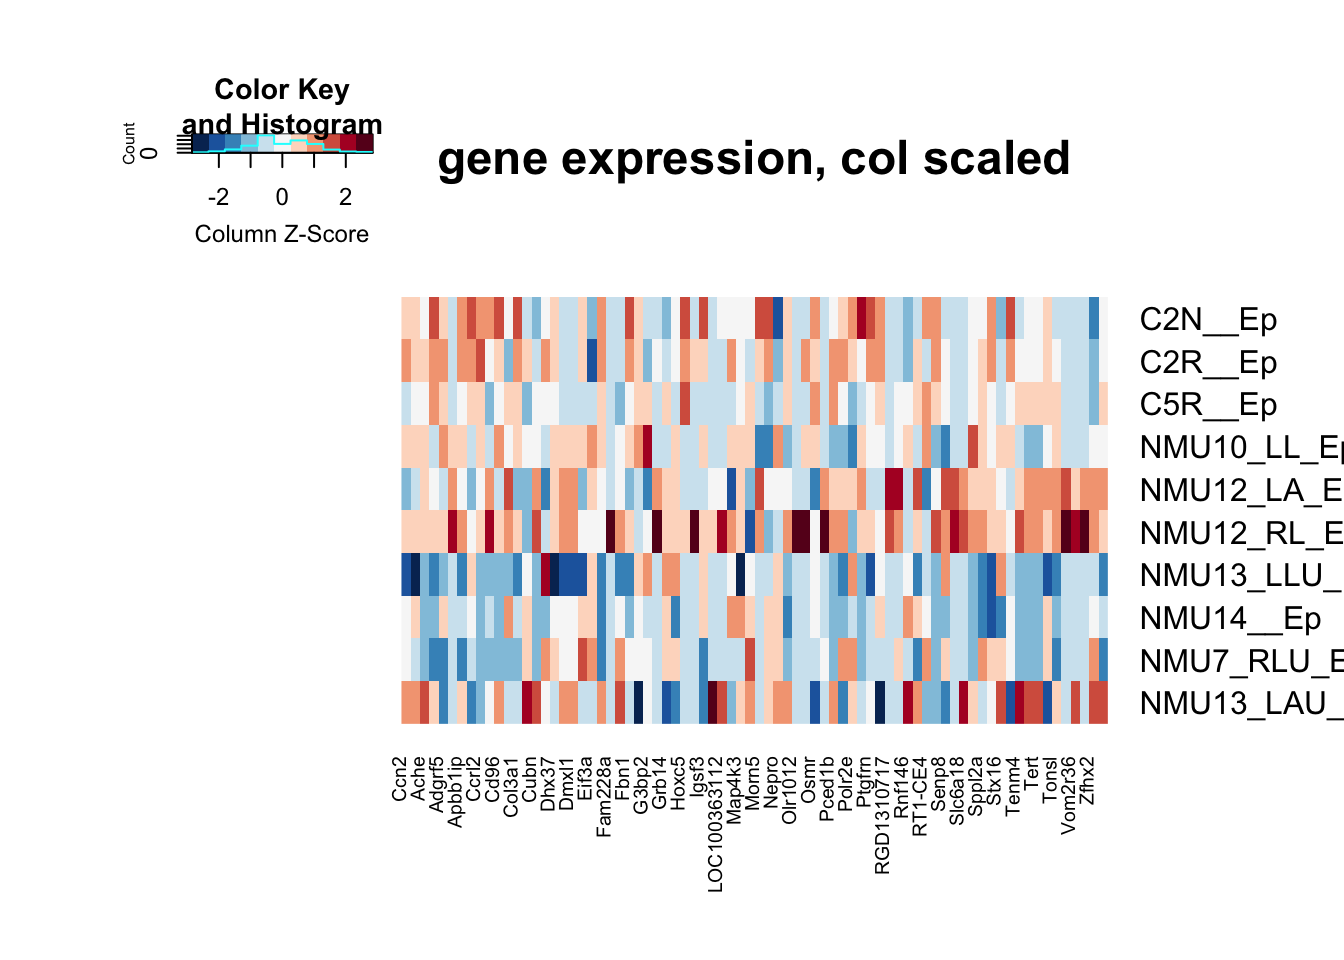 Color Key
and Histogram
Count
0
-2 0 2
Column Z-Score
gene expression, col scaled
C2N__Ep
C2R__Ep
C5R__Ep
NMU10_LL_Ep
NMU12_LA_E
NMU12_RL_E
NMU13_LLU_
NMU14__Ep
NMU7_RLU_E
NMU13_LAU_
Ccn2
Ache
Adgrf5
Apbb1ip
Ccrl2
Cd96
Col3a1
Cubn
Dhx37
Dmxl1
Eif3a
Fam228a
Fbn1
G3bp2
Grb14
Hoxc5
Igsf3
LOC100363112
Map4k3
Morn5
Nepro
Olr1012
Osmr
Pced1b
Polr2e
Ptgfrn
RGD1310717
Rnf146
RT1-CE4
Senp8
Slc6a18
Sppl2a
Stx16
Tenm4
Tert
Tonsl
Vom2r36
Zfhx2